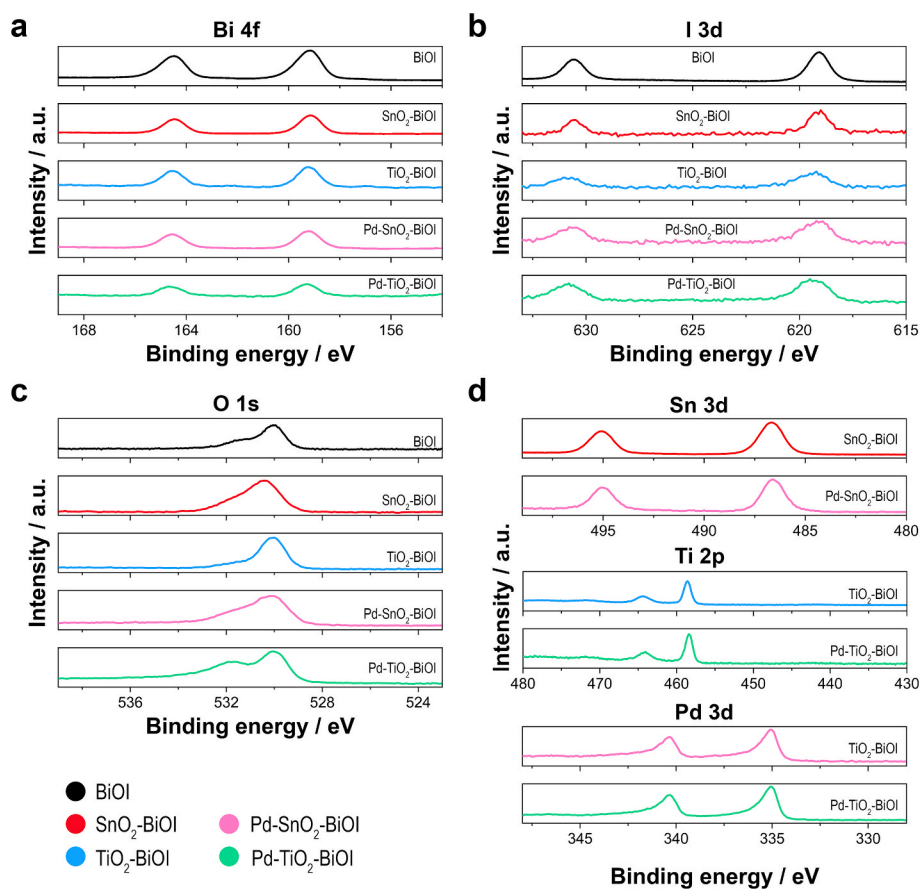 a
Bi 4f
BiOI
SnO₂-BiOI
TiO₂-BiOI
Pd-SnO₂-BiOI
Pd-TiO₂-BiOI
Intensity / a.u.
168 164 160 156
Binding energy / eV
b
I 3d
BiOI
SnO₂-BiOI
TiO₂-BiOI
Pd-SnO₂-BiOI
Pd-TiO₂-BiOI
630 625 620 615
Binding energy / eV
c
O 1s
BiOI
SnO₂-BiOI
TiO₂-BiOI
Pd-SnO₂-BiOI
Pd-TiO₂-BiOI
Intensity / a.u.
536 532 528 524
Binding energy / eV
d
Sn 3d
SnO₂-BiOI
Pd-SnO₂-BiOI
495 490 485 480
Ti 2p
TiO₂-BiOI
Pd-TiO₂-BiOI
480 470 460 450 440 430
Pd 3d
TiO₂-BiOI
Pd-TiO₂-BiOI
345 340 335 330
Intensity / a.u.
Binding energy / eV
BiOI
SnO₂-BiOI
Pd-SnO₂-BiOI
TiO₂-BiOI
Pd-TiO₂-BiOI